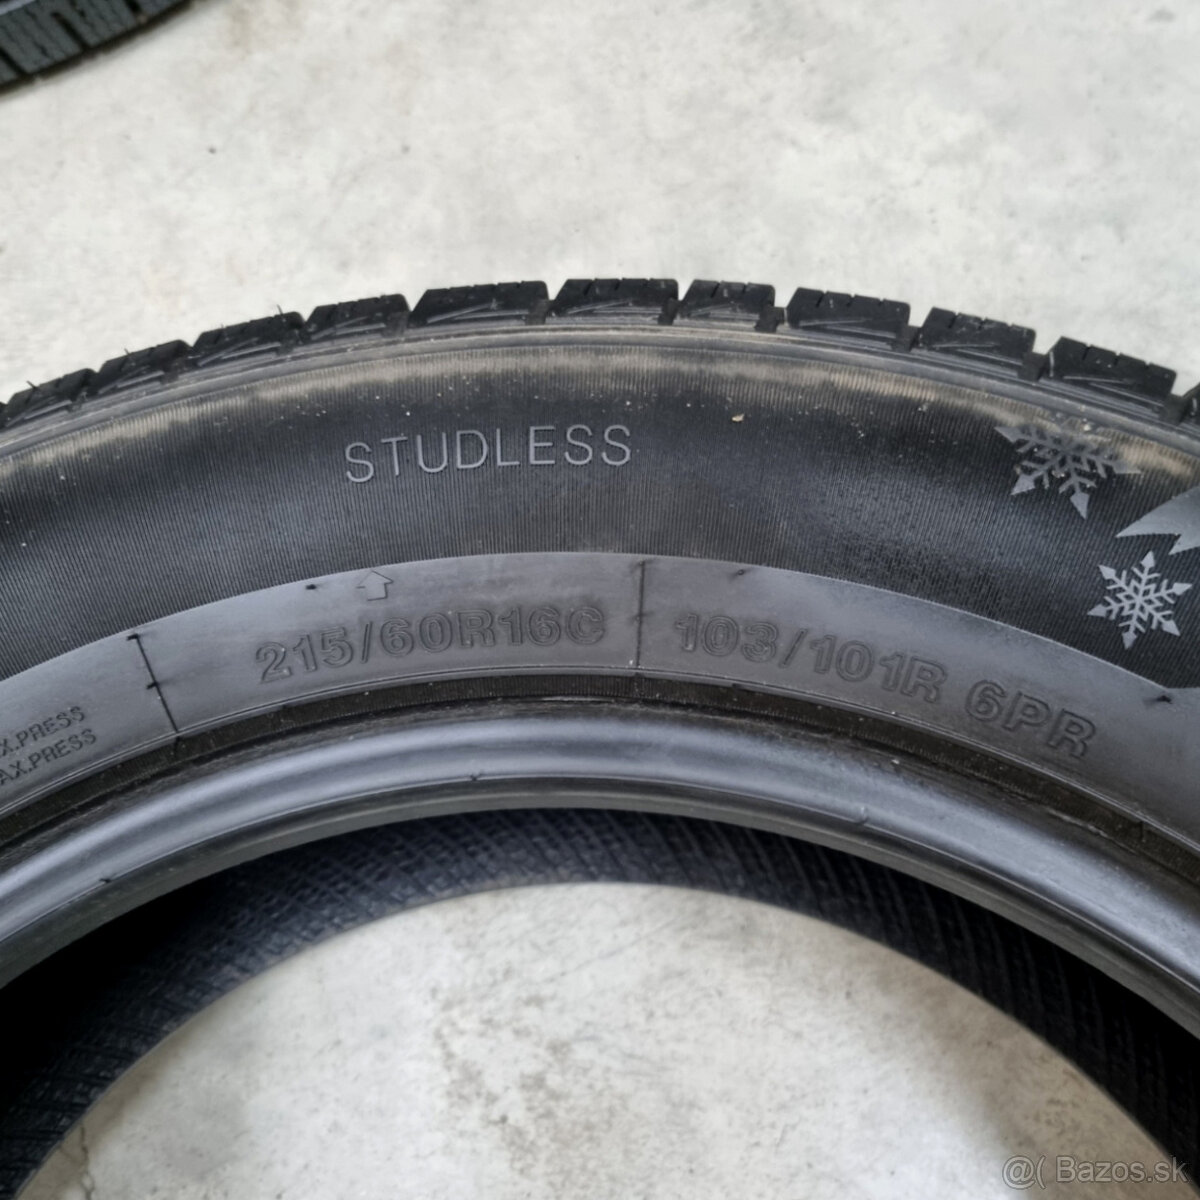 STUDLESS
215/60R16C 103/101R 6PR
X.PRESS
AX.PRESS
@( Bazos.sk